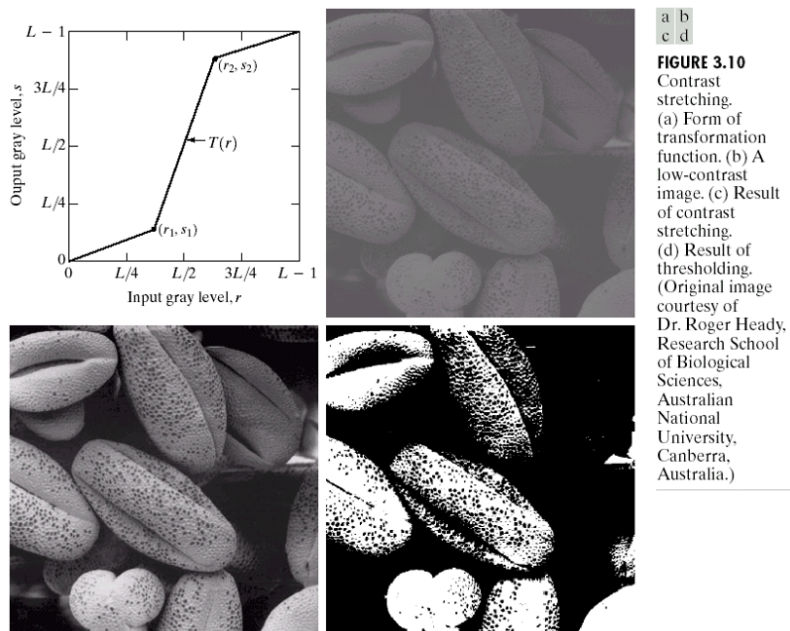 L − 1
3L/4
L/2
L/4
0
Ouput gray level, s
(r₂, s₂)
T(r)
(r₁, s₁)
0 L/4 L/2 3L/4 L − 1
Input gray level, r
a b
c d
FIGURE 3.10
Contrast
stretching.
(a) Form of
transformation
function. (b) A
low-contrast
image. (c) Result
of contrast
stretching.
(d) Result of
thresholding.
(Original image
courtesy of
Dr. Roger Heady,
Research School
of Biological
Sciences,
Australian
National
University,
Canberra,
Australia.)